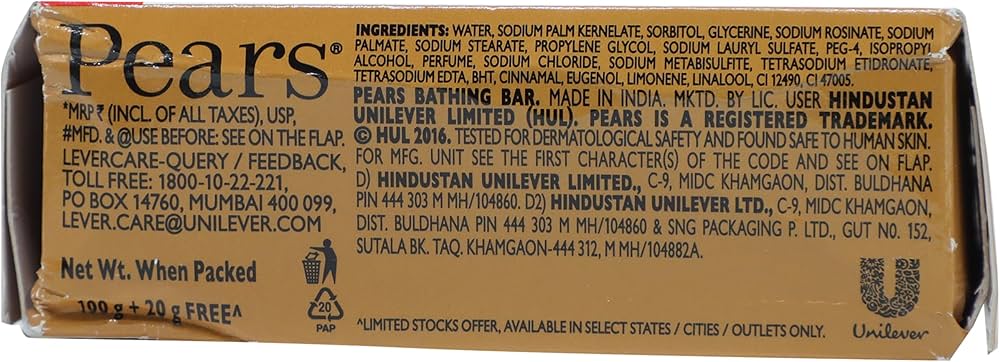 Pears®
*MRP ₹ (INCL. OF ALL TAXES), USP,
#MFD. & @USE BEFORE: SEE ON THE FLAP.
LEVERCARE-QUERY / FEEDBACK,
TOLL FREE: 1800-10-22-221,
PO BOX 14760, MUMBAI 400 099,
LEVER.CARE@UNILEVER.COM
Net Wt. When Packed
100 g + 20 g FREE^
INGREDIENTS: WATER, SODIUM PALM KERNELATE, SORBITOL, GLYCERINE, SODIUM ROSINATE, SODIUM
PALMATE, SODIUM STEARATE, PROPYLENE GLYCOL, SODIUM LAURYL SULFATE, PEG-4, ISOPROPYL
ALCOHOL, PERFUME, SODIUM CHLORIDE, SODIUM METABISULFITE, TETRASODIUM ETIDRONATE,
TETRASODIUM EDTA, BHT, CINNAMAL, EUGENOL, LIMONENE, LINALOOL, CI 12490, CI 47005.
PEARS BATHING BAR. MADE IN INDIA. MKTD. BY LIC. USER HINDUSTAN
UNILEVER LIMITED (HUL). PEARS IS A REGISTERED TRADEMARK.
© HUL 2016. TESTED FOR DERMATOLOGICAL SAFETY AND FOUND SAFE TO HUMAN SKIN.
FOR MFG. UNIT SEE THE FIRST CHARACTER(S) OF THE CODE AND SEE ON FLAP.
D) HINDUSTAN UNILEVER LIMITED., C-9, MIDC KHAMGAON, DIST. BULDHANA
PIN 444 303 M MH/104860. D2) HINDUSTAN UNILEVER LTD., C-9, MIDC KHAMGAON,
DIST. BULDHANA PIN 444 303 M MH/104860 & SNG PACKAGING P. LTD., GUT NO. 152,
SUTALA BK. TAQ. KHAMGAON-444 312, M MH/104882A.
20
PAP
^LIMITED STOCKS OFFER, AVAILABLE IN SELECT STATES / CITIES / OUTLETS ONLY.
Unilever